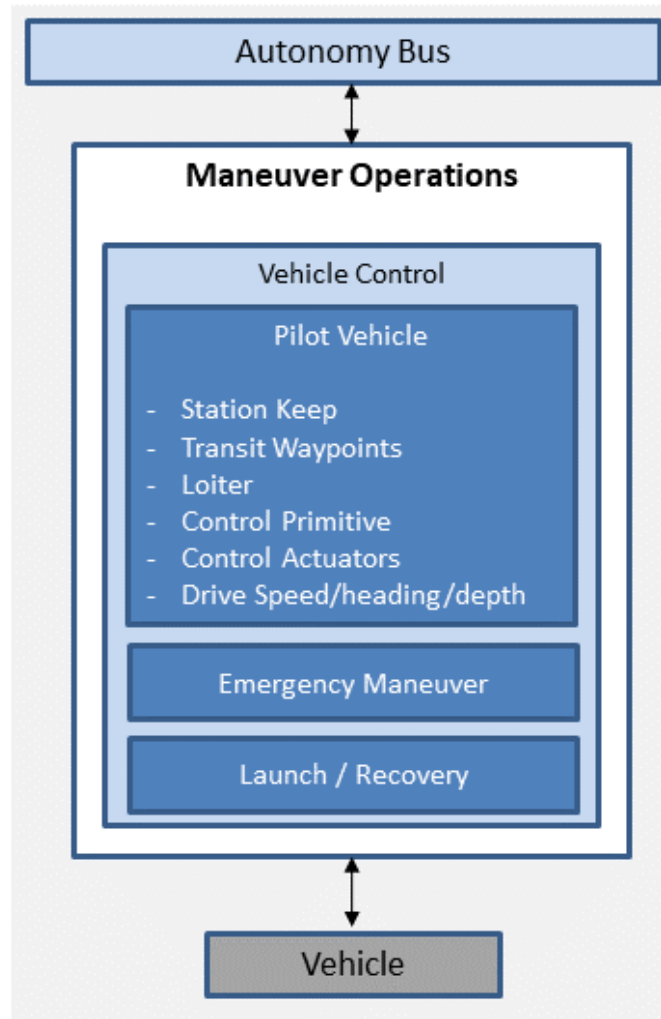 Autonomy Bus
Maneuver Operations
Vehicle Control
Pilot Vehicle
- Station Keep
- Transit Waypoints
- Loiter
- Control Primitive
- Control Actuators
- Drive Speed/heading/depth
Emergency Maneuver
Launch / Recovery
Vehicle